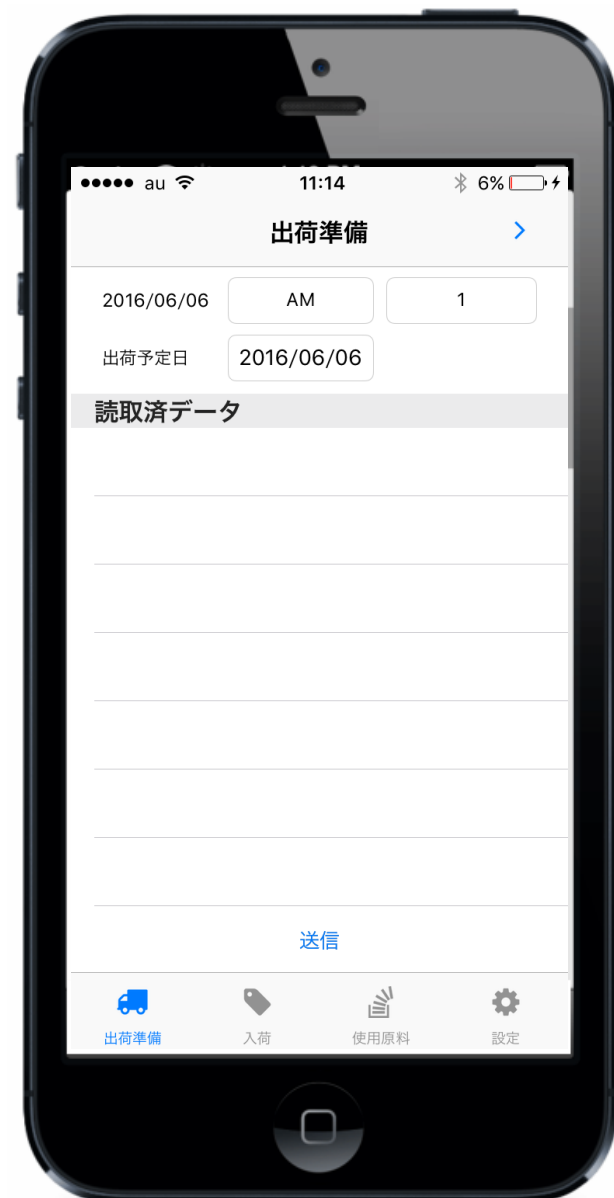 ●●●●● au 11:14 6%
出荷準備 >
2016/06/06 AM 1
出荷予定日 2016/06/06
読取済データ
送信
出荷準備 入荷 使用原料 設定